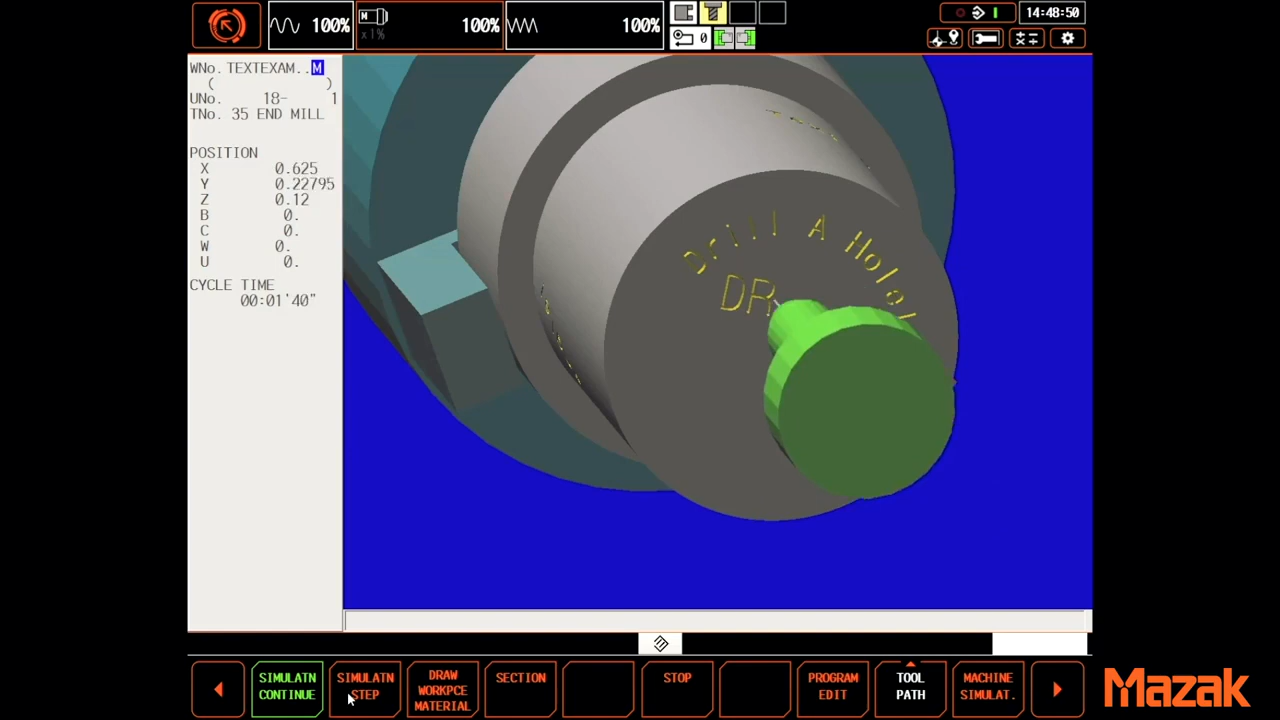 100%
M
x 1%
100%
100%
0
14:48:50
WNo. TEXTEXAM..M
( )
UNo. 18- 1
TNo. 35 END MILL
POSITION
X 0.625
Y 0.22795
Z 0.12
B 0.
C 0.
W 0.
U 0.
CYCLE TIME
00:01'40"
Drill A Hole!
DR
SIMULATN CONTINUE
SIMULATN STEP
DRAW WORKPCE MATERIAL
SECTION
STOP
PROGRAM EDIT
TOOL PATH
MACHINE SIMULAT.
Mazak